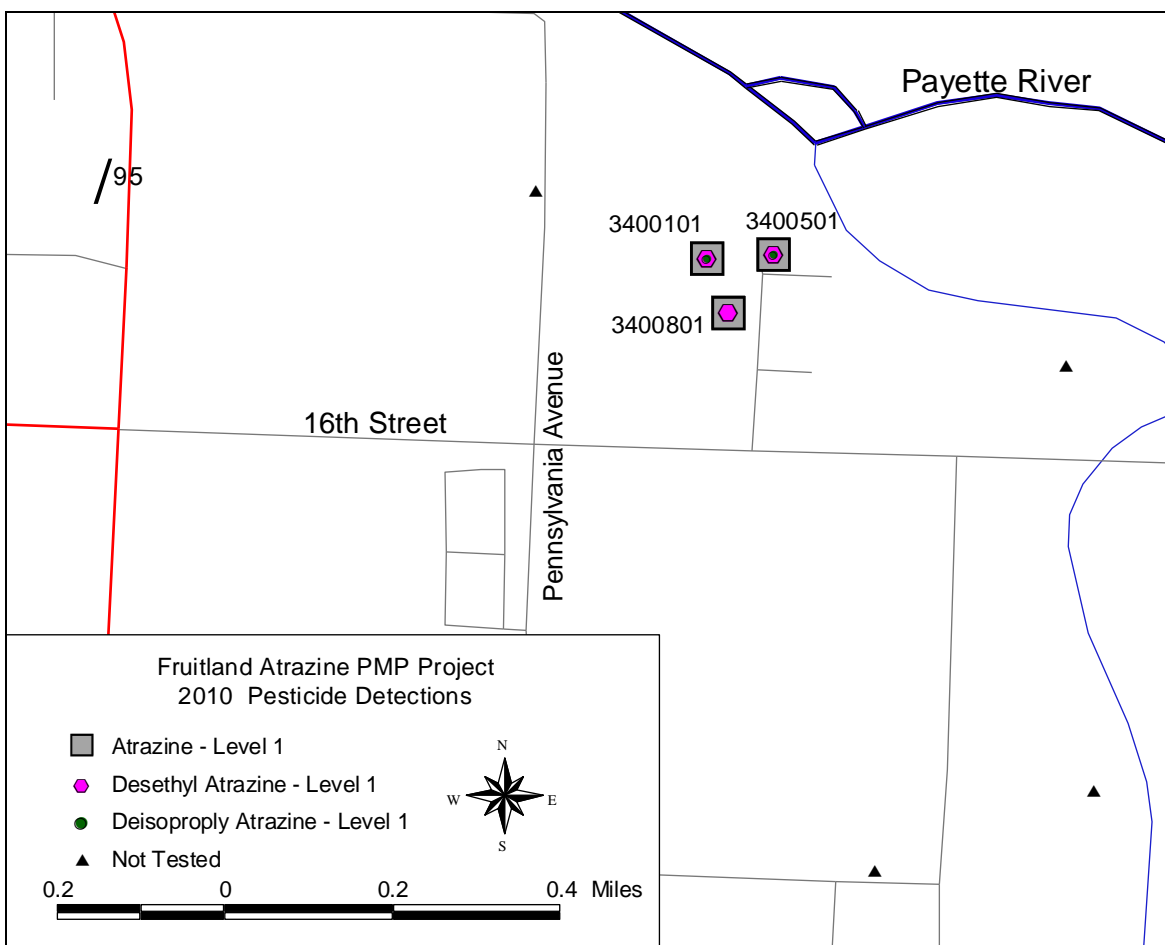 Payette River
/95
3400101
3400501
3400801
16th Street
Pennsylvania Avenue
Fruitland Atrazine PMP Project
2010 Pesticide Detections
Atrazine - Level 1
Desethyl Atrazine - Level 1
Deisoproply Atrazine - Level 1
Not Tested
N
W
E
S
0.2 0 0.2 0.4 Miles